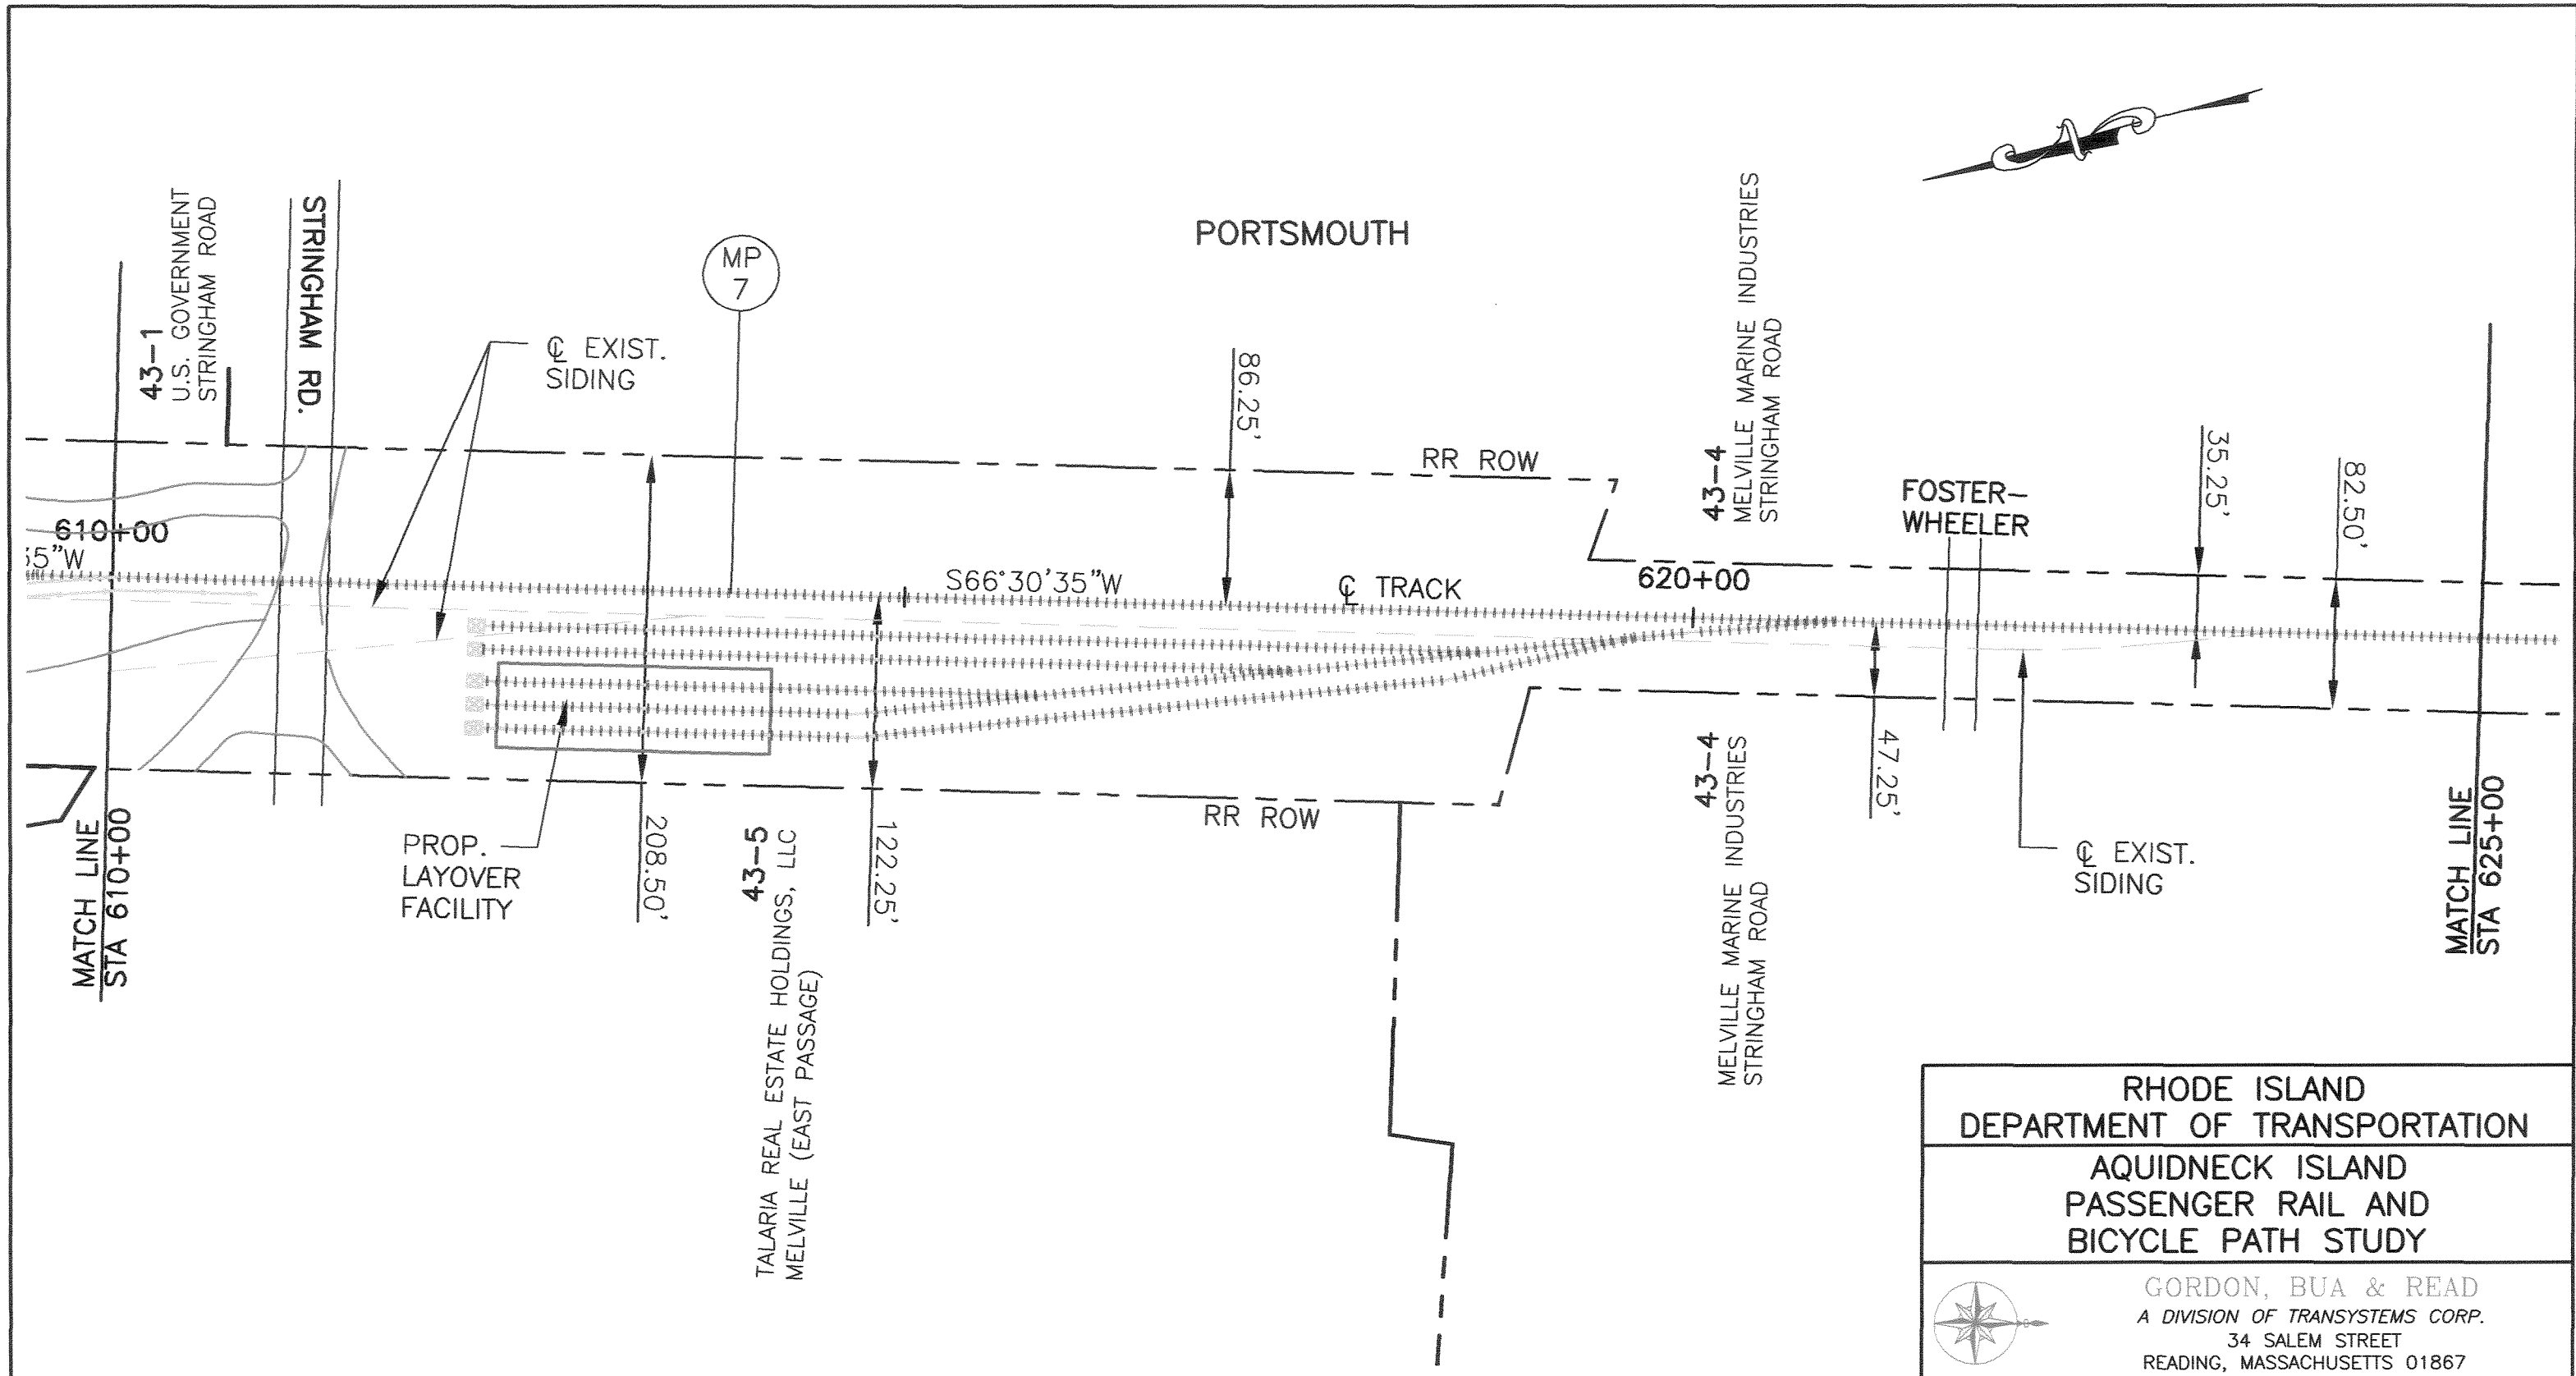 43-1
U.S. GOVERNMENT
STRINGHAM ROAD
STRINGHAM RD.
MP
7
PORTSMOUTH
℄ EXIST.
SIDING
86.25'
RR ROW
43-4
MELVILLE MARINE INDUSTRIES
STRINGHAM ROAD
FOSTER-
WHEELER
35.25'
82.50'
610+00
35"W
S66°30'35"W
℄ TRACK
620+00
MATCH LINE
STA 610+00
PROP.
LAYOVER
FACILITY
208.50'
43-5
TALARIA REAL ESTATE HOLDINGS, LLC
MELVILLE (EAST PASSAGE)
122.25'
RR ROW
43-4
MELVILLE MARINE INDUSTRIES
STRINGHAM ROAD
47.25'
℄ EXIST.
SIDING
MATCH LINE
STA 625+00
RHODE ISLAND
DEPARTMENT OF TRANSPORTATION
AQUIDNECK ISLAND
PASSENGER RAIL AND
BICYCLE PATH STUDY
GORDON, BUA & READ
A DIVISION OF TRANSYSTEMS CORP.
34 SALEM STREET
READING, MASSACHUSETTS 01867